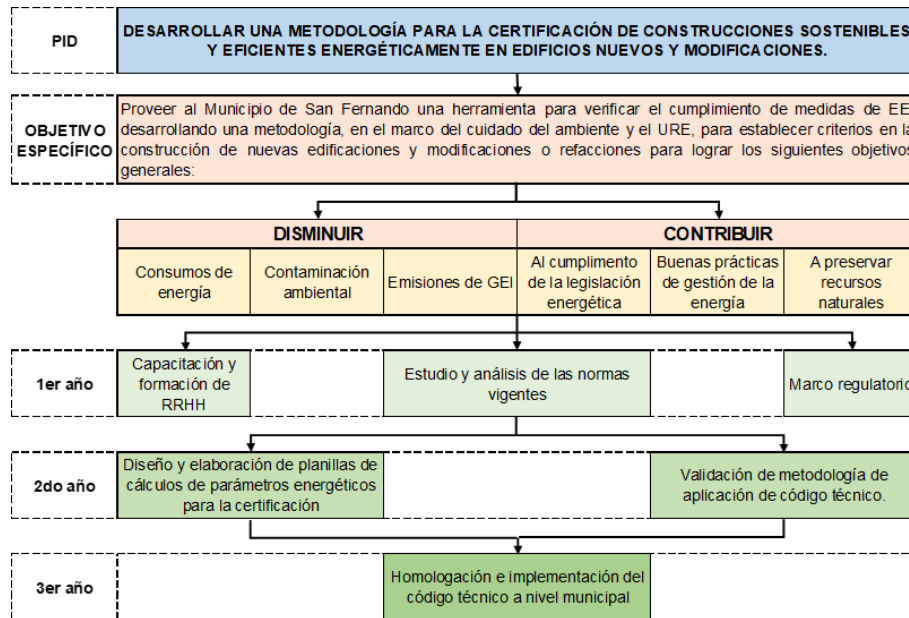 PID
DESARROLLAR UNA METODOLOGÍA PARA LA CERTIFICACIÓN DE CONSTRUCCIONES SOSTENIBLES
Y EFICIENTES ENERGÉTICAMENTE EN EDIFICIOS NUEVOS Y MODIFICACIONES.
OBJETIVO
ESPECÍFICO
Proveer al Municipio de San Fernando una herramienta para verificar el cumplimiento de medidas de EE
desarrollando una metodología, en el marco del cuidado del ambiente y el URE, para establecer criterios en la
construcción de nuevas edificaciones y modificaciones o refacciones para lograr los siguientes objetivos
generales:
DISMINUIR
CONTRIBUIR
Consumos de
energía
Contaminación
ambiental
Emisiones de GEI
Al cumplimento
de la legislación
energética
Buenas prácticas
de gestión de la
energía
A preservar
recursos
naturales
1er año
Capacitación y
formación de
RRHH
Estudio y análisis de las normas
vigentes
Marco regulatorio
2do año
Diseño y elaboración de planillas de
cálculos de parámetros energéticos
para la certificación
Validación de metodología de
aplicación de código técnico.
3er año
Homologación e implementación del
código técnico a nivel municipal